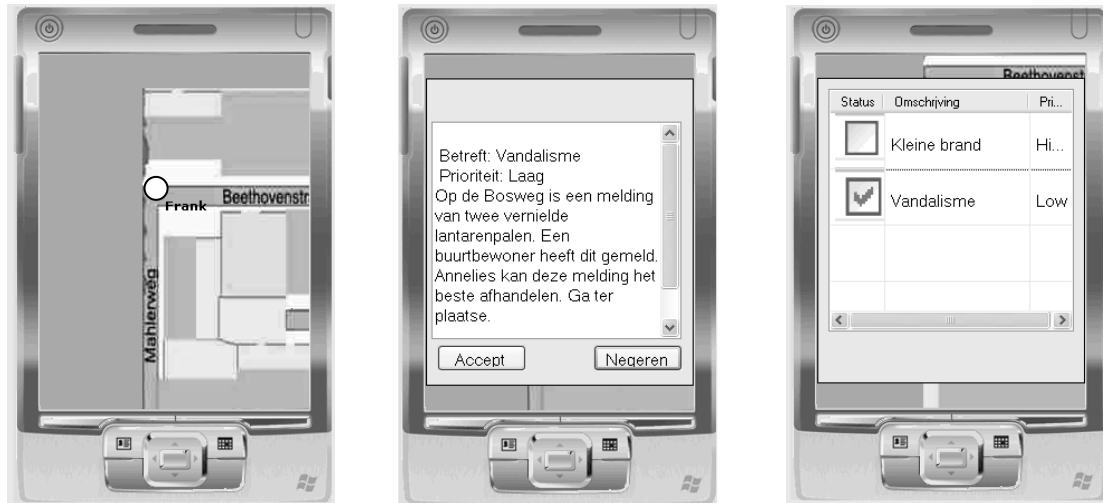 Frank
Beethovenstr
Mahlerweg
Betreft: Vandalisme
Prioriteit: Laag
Op de Bosweg is een melding
van twee vernielde
lantarenpalen. Een
buurtbewoner heeft dit gemeld.
Annelies kan deze melding het
beste afhandelen. Ga ter
plaatse.
Accept
Negeren
Beethovenst
Status Omschrijving Pri...
Kleine brand Hi...
Vandalisme Low